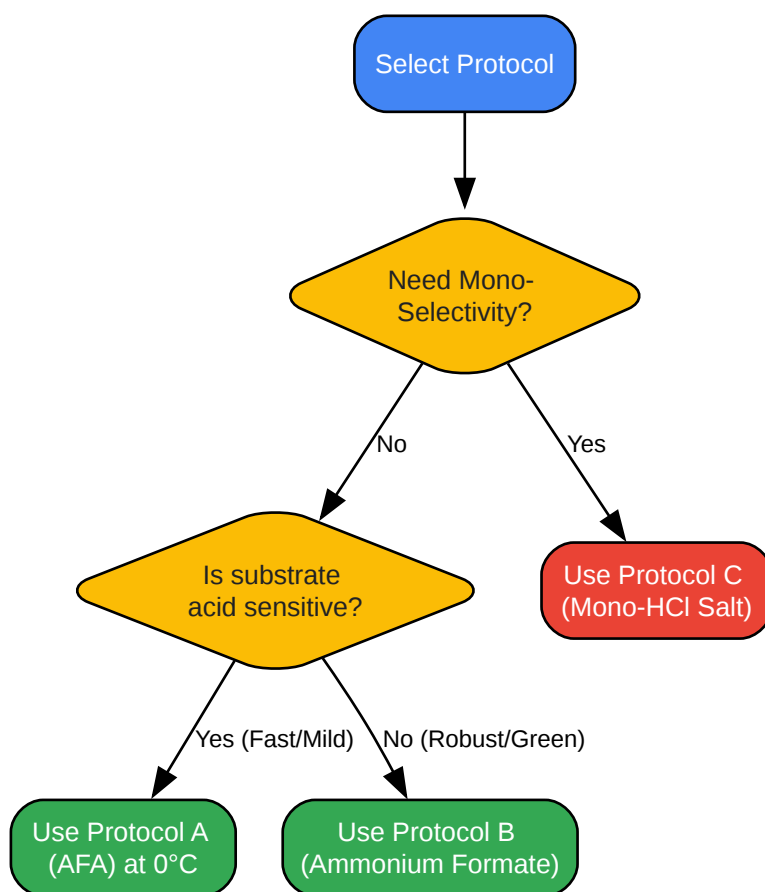 Select Protocol
Need Mono-
Selectivity?
No
Yes
Is substrate
acid sensitive?
Use Protocol C
(Mono-HCl Salt)
Yes (Fast/Mild)
No (Robust/Green)
Use Protocol A
(AFA) at 0°C
Use Protocol B
(Ammonium Formate)